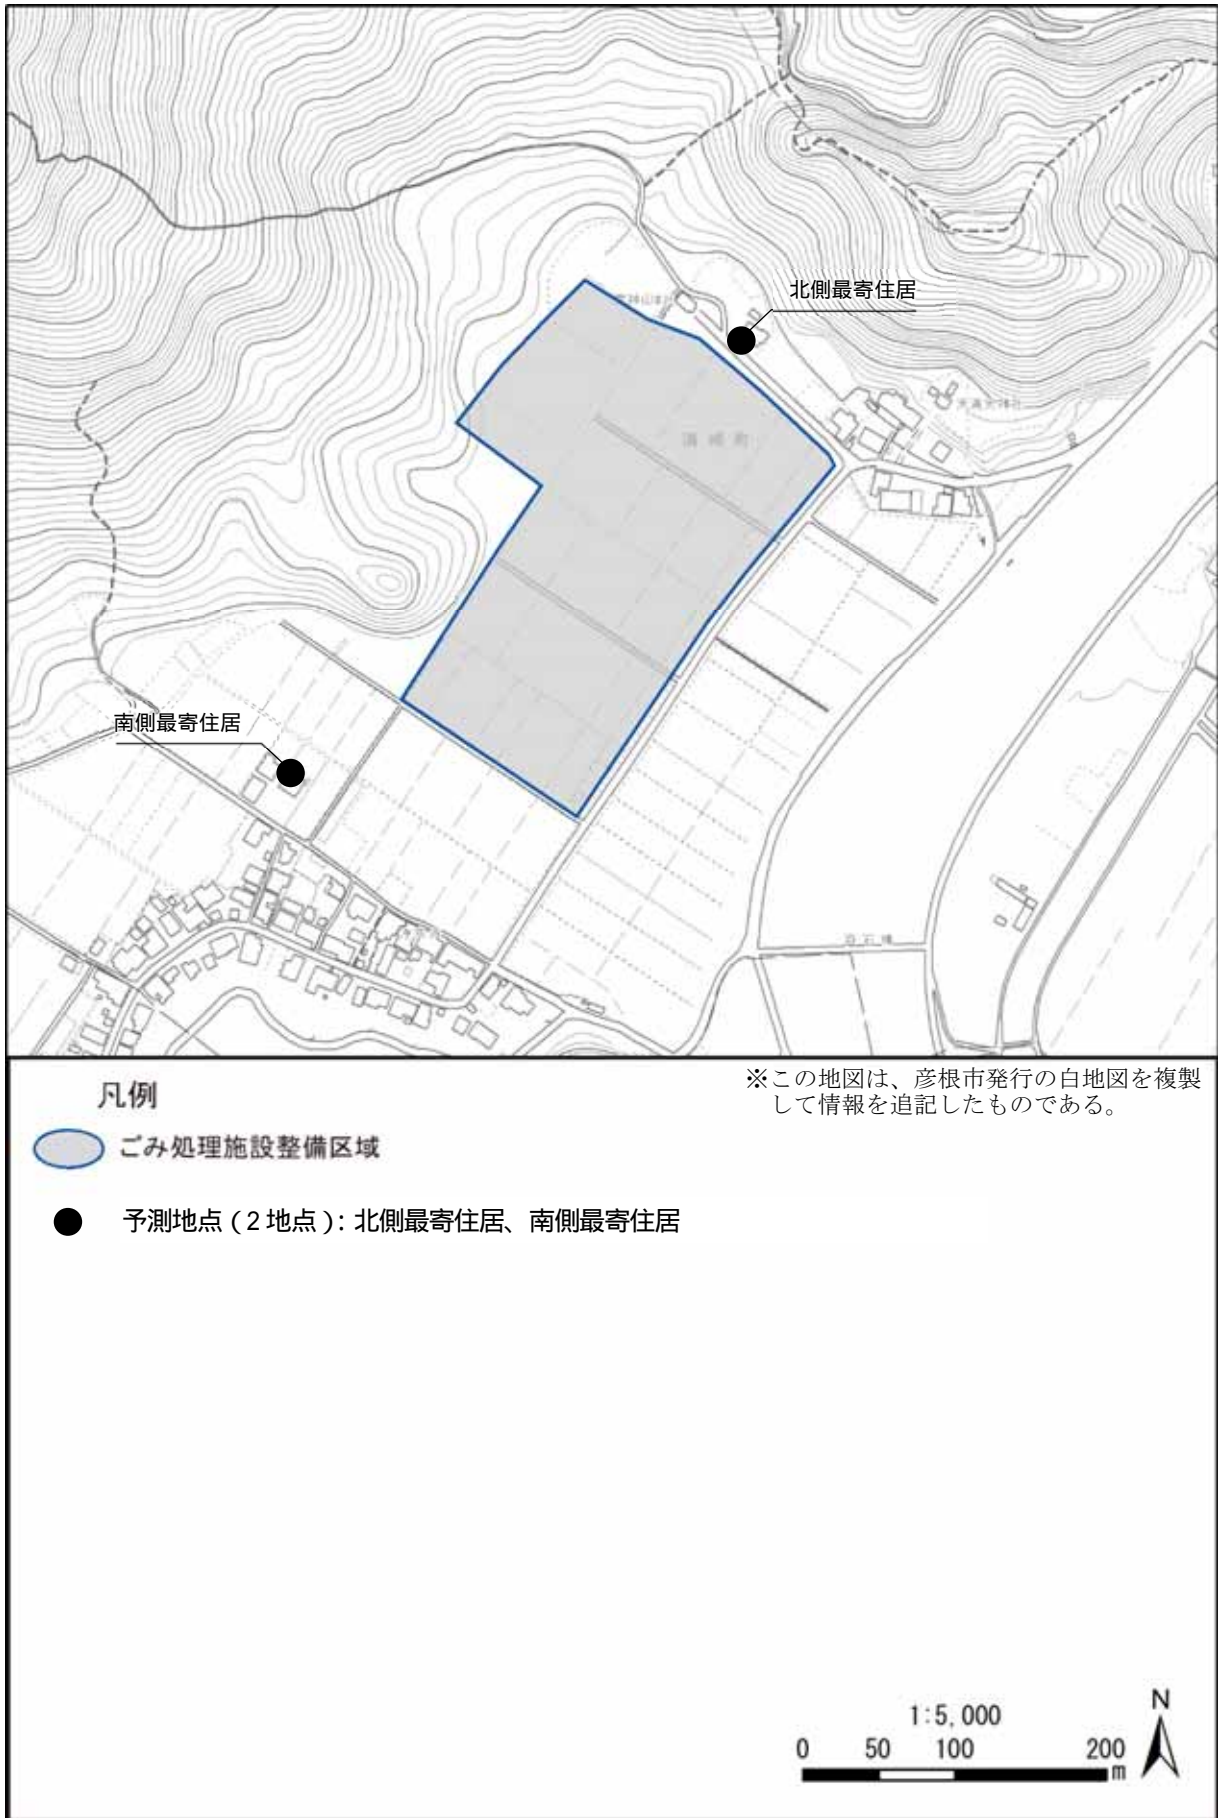 北側最寄住居
南側最寄住居
凡例
※この地図は、彦根市発行の白地図を複製
して情報を追記したものである。
ごみ処理施設整備区域
予測地点(2地点):北側最寄住居、南側最寄住居
N
1:5,000
0 50 100 200
m